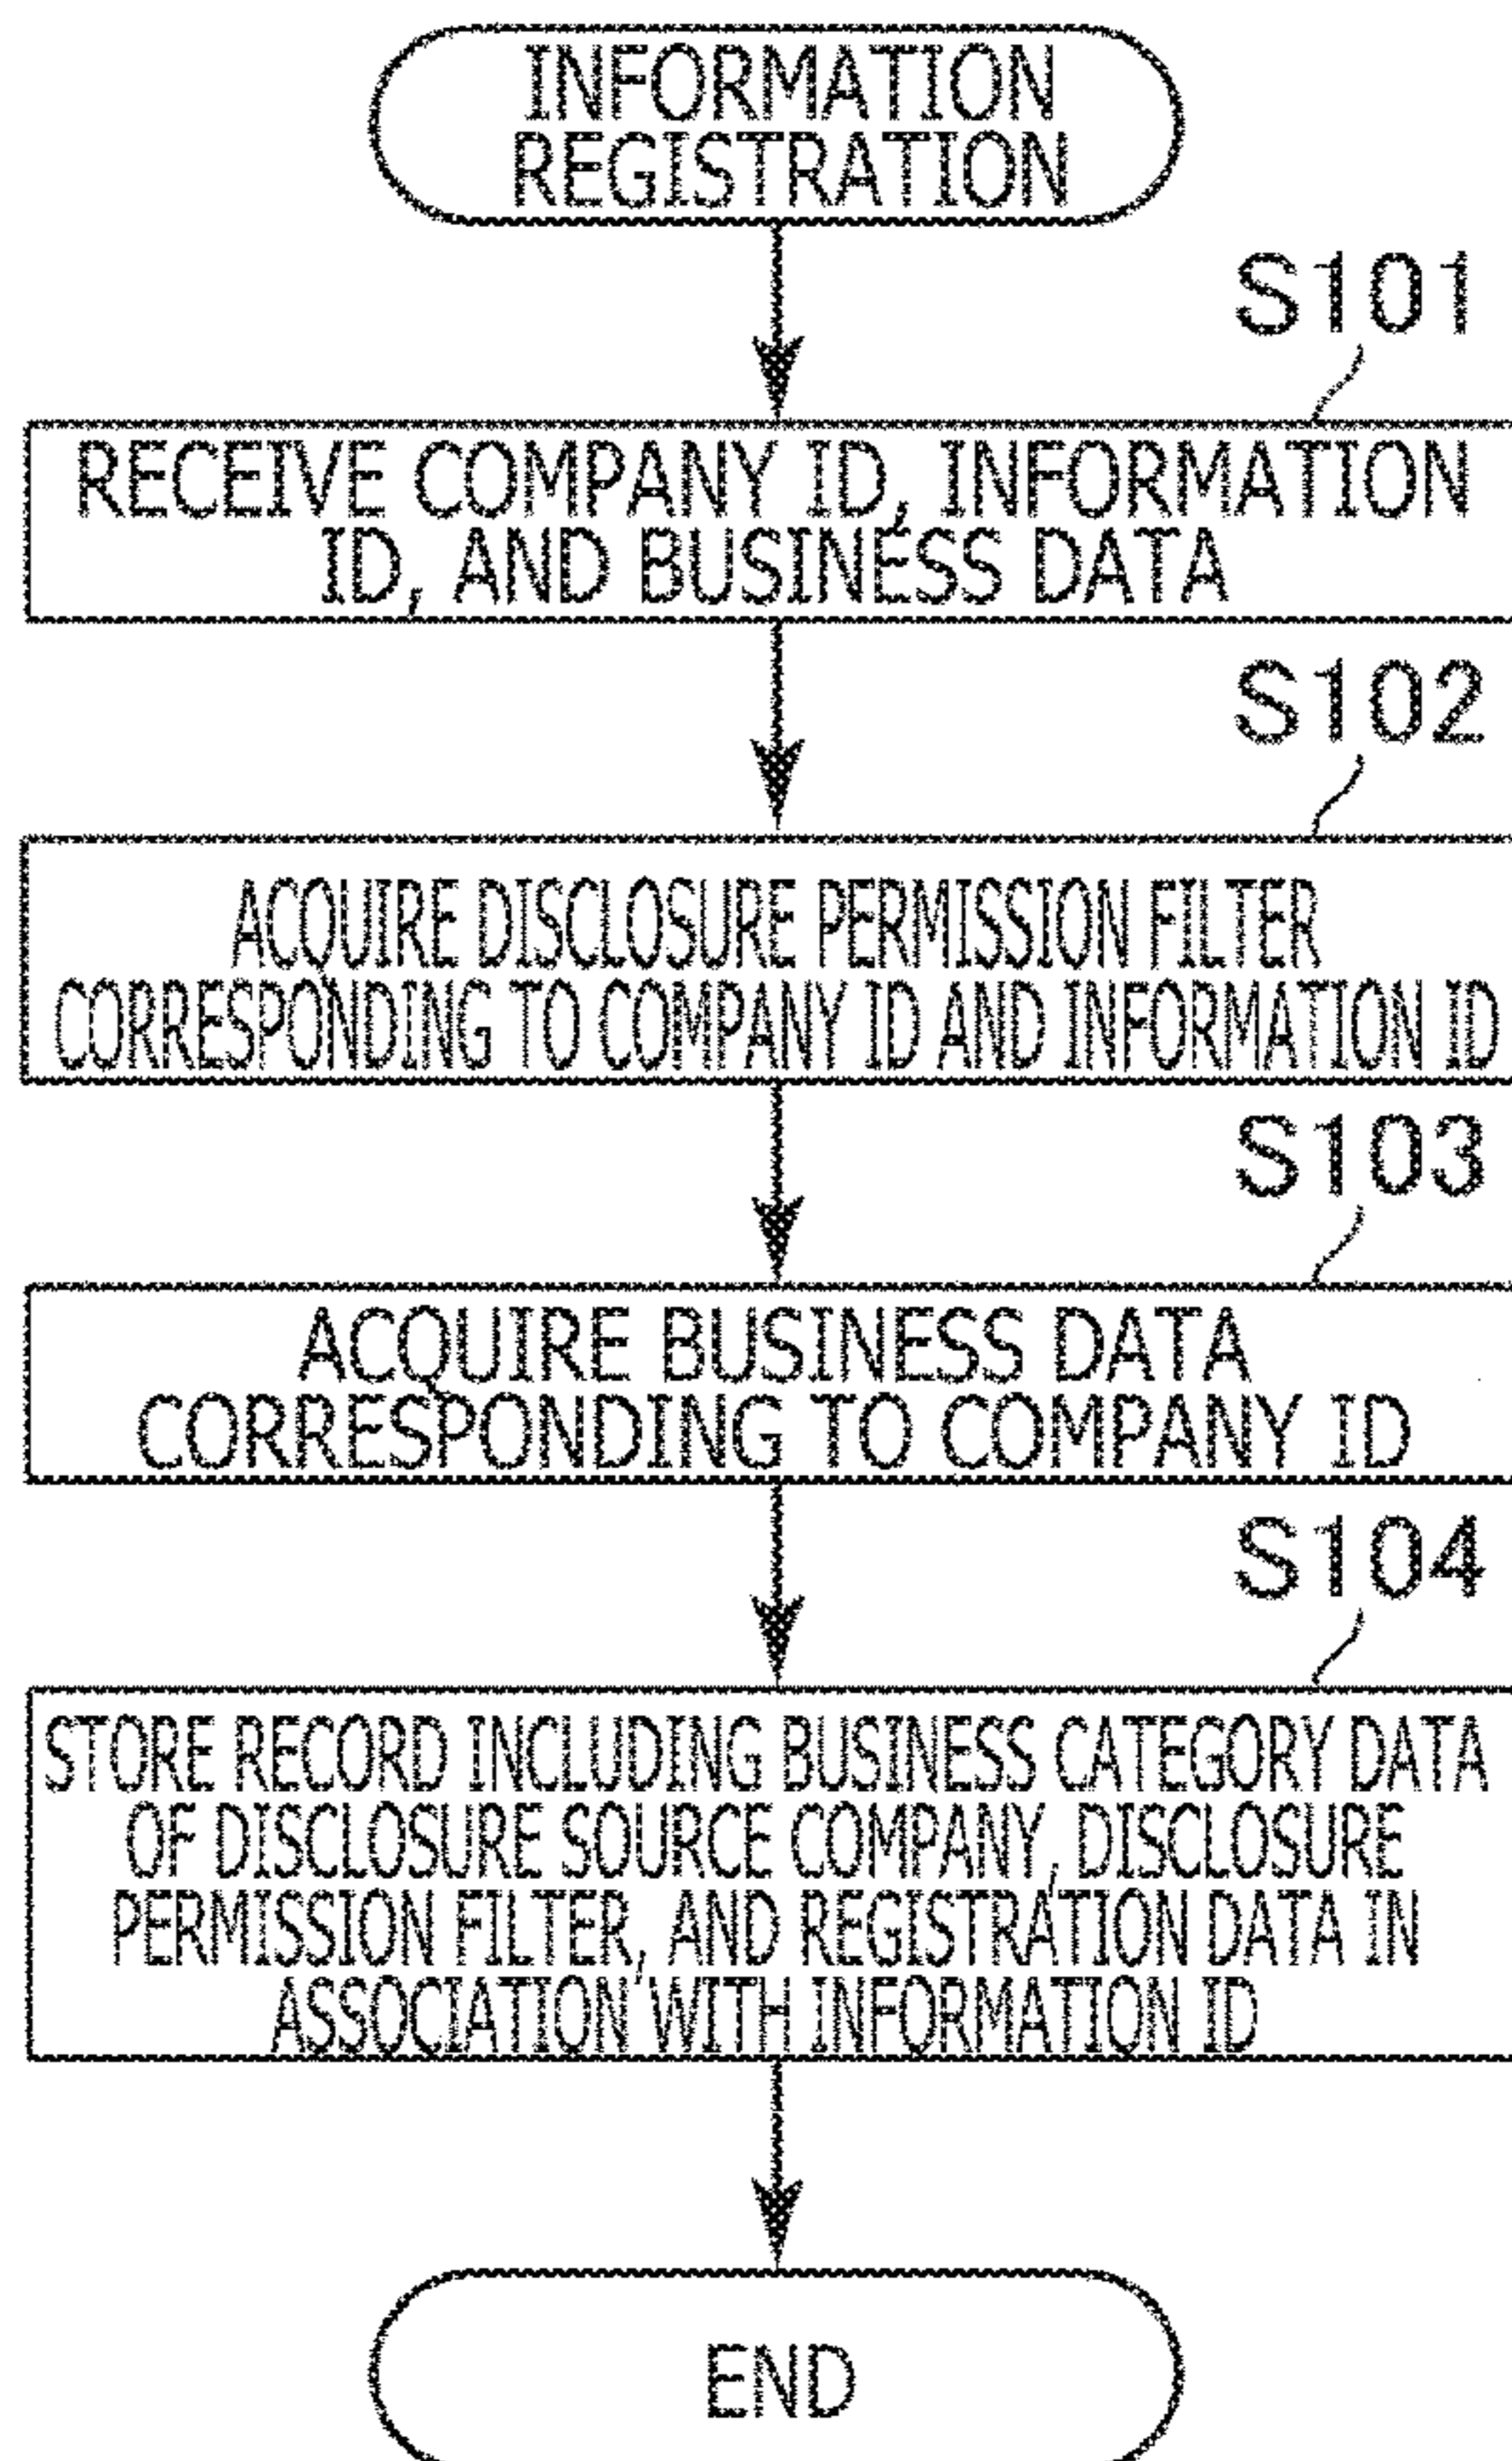 INFORMATION
REGISTRATION
S101
RECEIVE COMPANY ID, INFORMATION
ID, AND BUSINESS DATA
S102
ACQUIRE DISCLOSURE PERMISSION FILTER
CORRESPONDING TO COMPANY ID AND INFORMATION ID
S103
ACQUIRE BUSINESS DATA
CORRESPONDING TO COMPANY ID
S104
STORE RECORD INCLUDING BUSINESS CATEGORY DATA
OF DISCLOSURE SOURCE COMPANY, DISCLOSURE
PERMISSION FILTER, AND REGISTRATION DATA IN
ASSOCIATION WITH INFORMATION ID
END